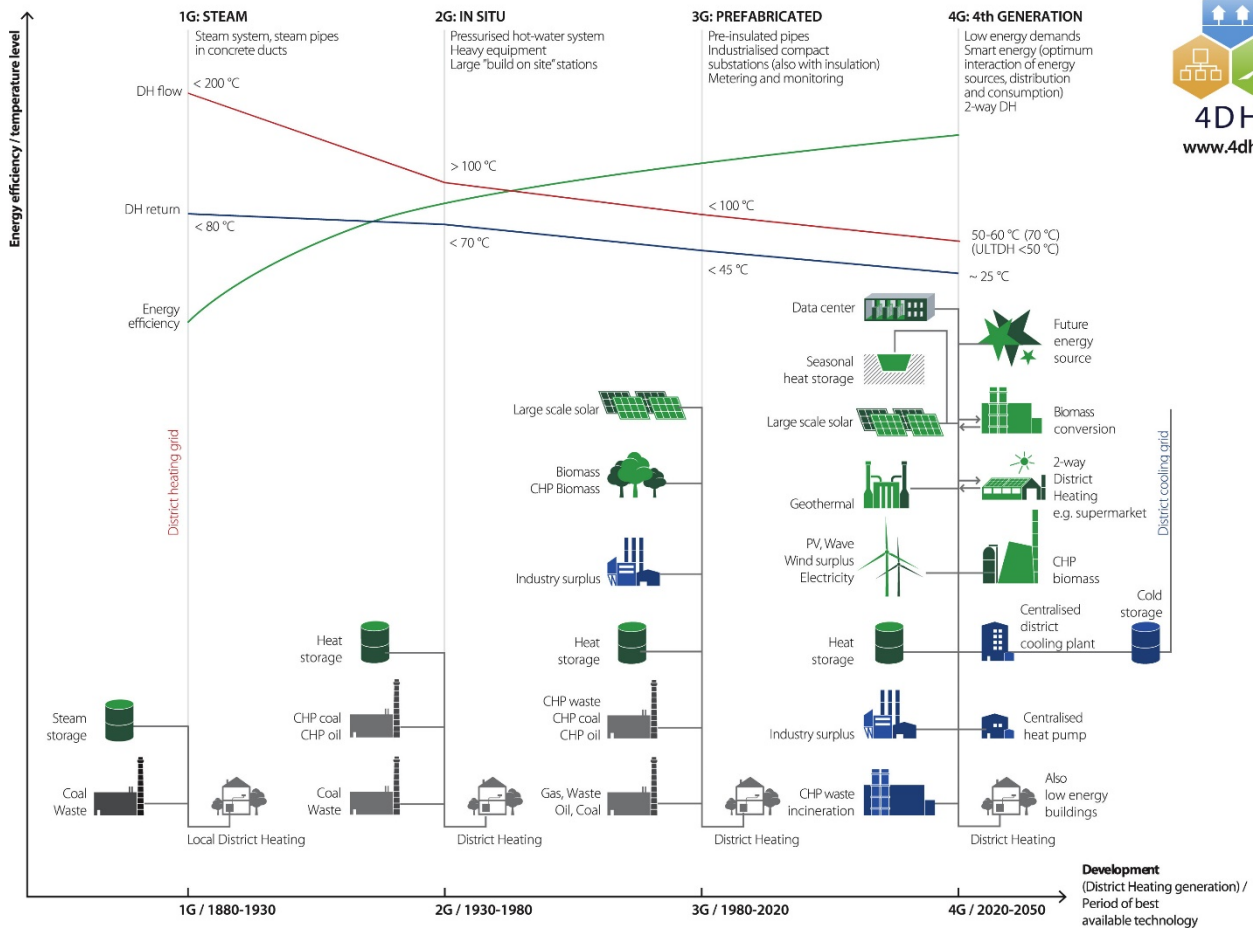 Energy efficiency / temperature level
1G: STEAM
Steam system, steam pipes
in concrete ducts
2G: IN SITU
Pressurised hot-water system
Heavy equipment
Large "build on site" stations
3G: PREFABRICATED
Pre-insulated pipes
Industrialised compact
substations (also with insulation)
Metering and monitoring
4G: 4th GENERATION
Low energy demands
Smart energy (optimum
interaction of energy
sources, distribution
and consumption)
2-way DH
4DH
www.4dh
DH flow
< 200 °C
> 100 °C
< 100 °C
50-60 °C (70 °C)
(ULTDH <50 °C)
DH return
< 80 °C
< 70 °C
< 45 °C
~ 25 °C
Energy
efficiency
District heating grid
Data center
Future
energy
source
Seasonal
heat storage
Large scale solar
Large scale solar
Biomass
conversion
Biomass
CHP Biomass
Geothermal
2-way
District
Heating
e.g. supermarket
District cooling grid
Industry surplus
PV, Wave
Wind surplus
Electricity
CHP
biomass
Heat
storage
Heat
storage
Heat
storage
Centralised
district
cooling plant
Cold
storage
Steam
storage
CHP coal
CHP oil
CHP waste
CHP coal
CHP oil
Industry surplus
Centralised
heat pump
Coal
Waste
Coal
Waste
Gas, Waste
Oil, Coal
CHP waste
incineration
Also
low energy
buildings
Local District Heating
District Heating
District Heating
District Heating
1G / 1880-1930
2G / 1930-1980
3G / 1980-2020
4G / 2020-2050
Development
(District Heating generation) /
Period of best
available technology